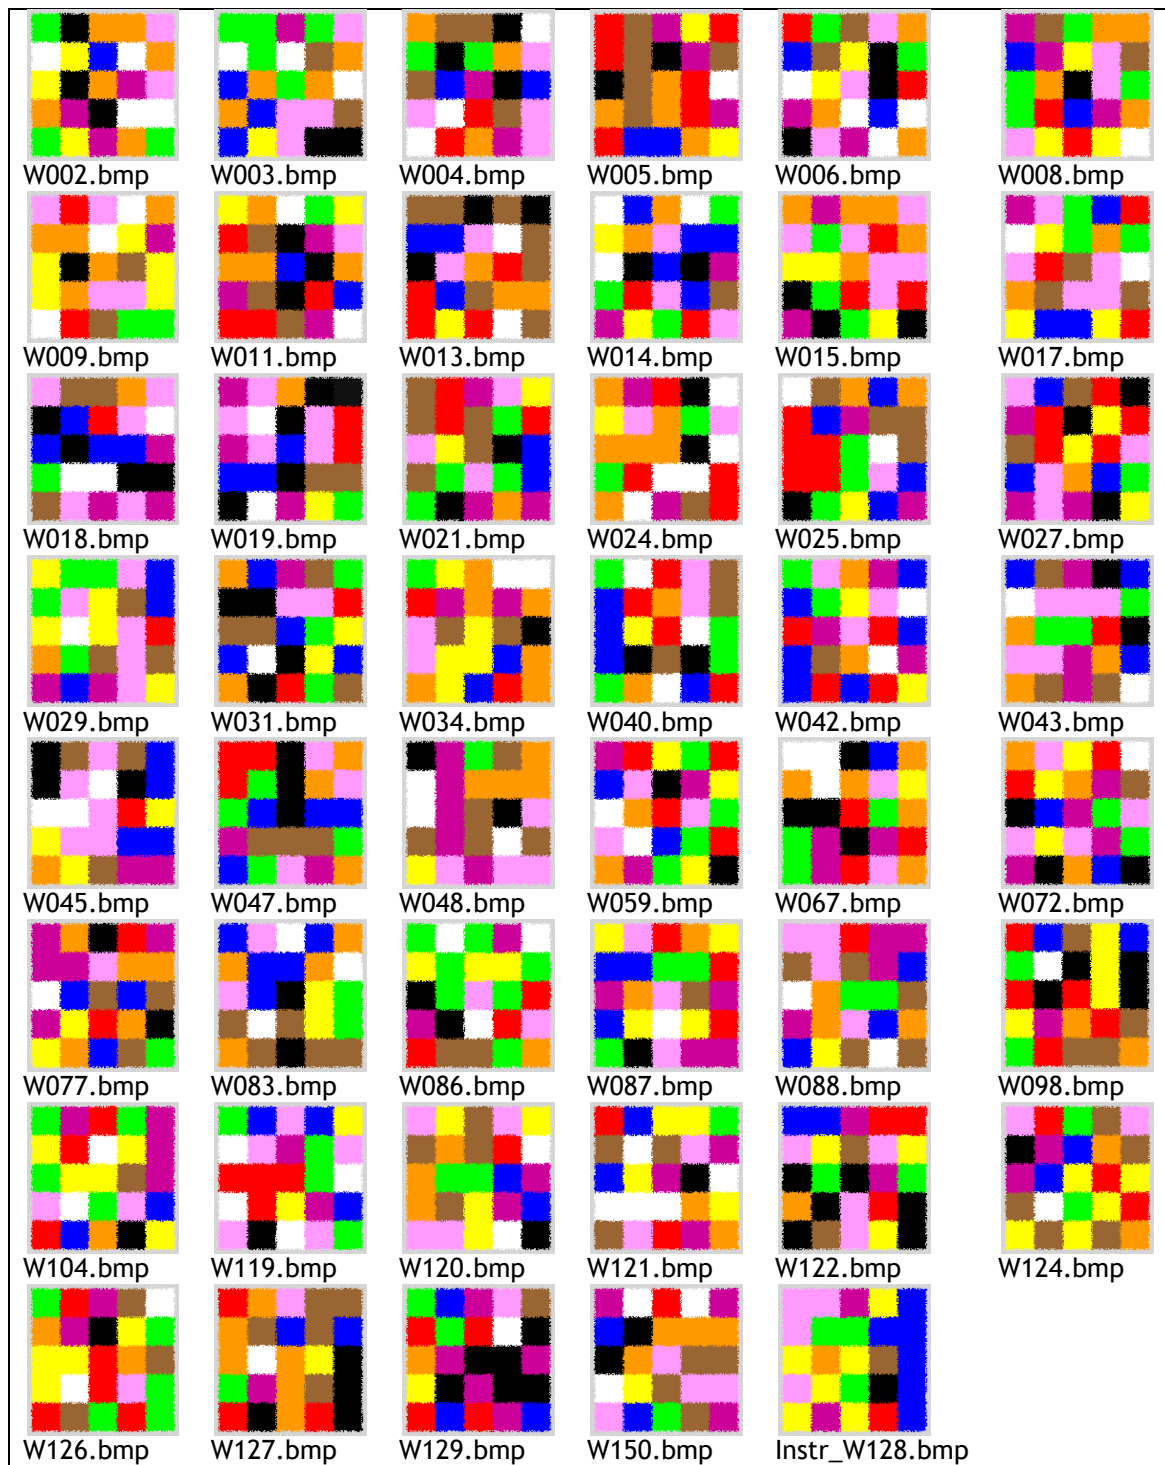 W002.bmp W003.bmp W004.bmp W005.bmp W006.bmp W008.bmp
W009.bmp W011.bmp W013.bmp W014.bmp W015.bmp W017.bmp
W018.bmp W019.bmp W021.bmp W024.bmp W025.bmp W027.bmp
W029.bmp W031.bmp W034.bmp W040.bmp W042.bmp W043.bmp
W045.bmp W047.bmp W048.bmp W059.bmp W067.bmp W072.bmp
W077.bmp W083.bmp W086.bmp W087.bmp W088.bmp W098.bmp
W104.bmp W119.bmp W120.bmp W121.bmp W122.bmp W124.bmp
W126.bmp W127.bmp W129.bmp W150.bmp Instr_W128.bmp